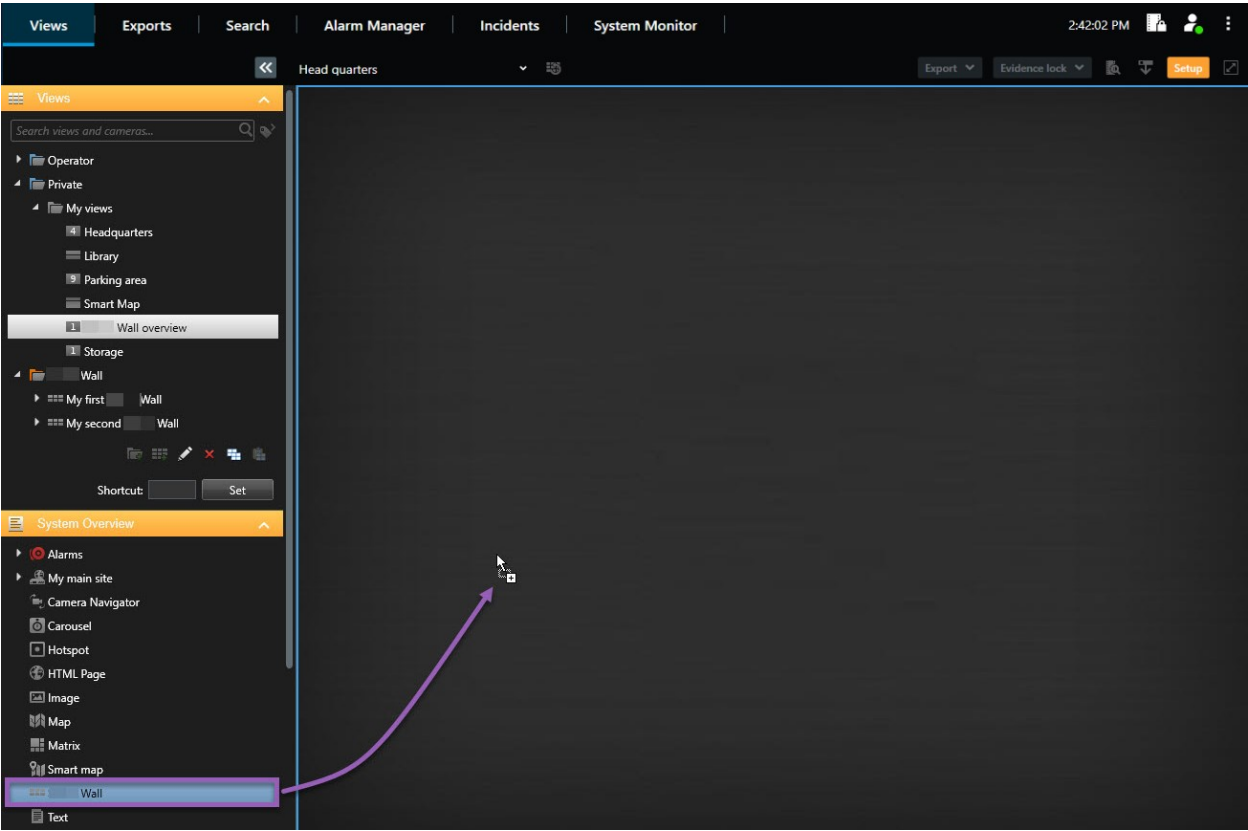 Views Exports Search Alarm Manager Incidents System Monitor 2:42:02 PM
Head quarters Export Evidence lock Setup
Views
Search views and cameras...
Operator
Private
My views
4 Headquarters
Library
9 Parking area
Smart Map
1 Wall overview
1 Storage
Wall
My first Wall
My second Wall
Shortcut: Set
System Overview
Alarms
My main site
Camera Navigator
Carousel
Hotspot
HTML Page
Image
Map
Matrix
Smart map
Wall
Text